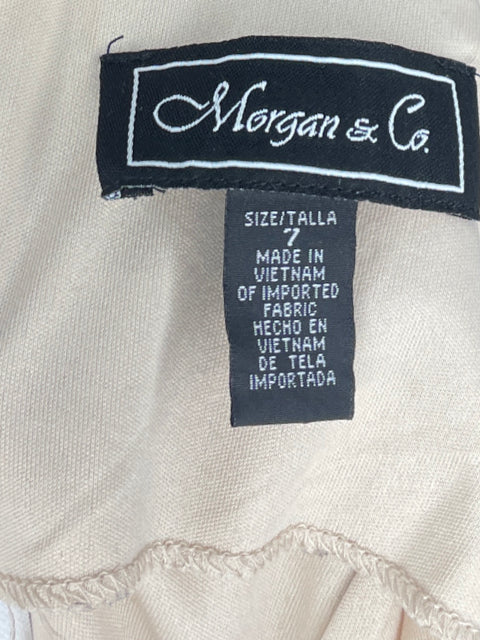 Morgan & Co.
SIZE/TALLA
7
MADE IN
VIETNAM
OF IMPORTED
FABRIC
HECHO EN
VIETNAM
DE TELA
IMPORTADA